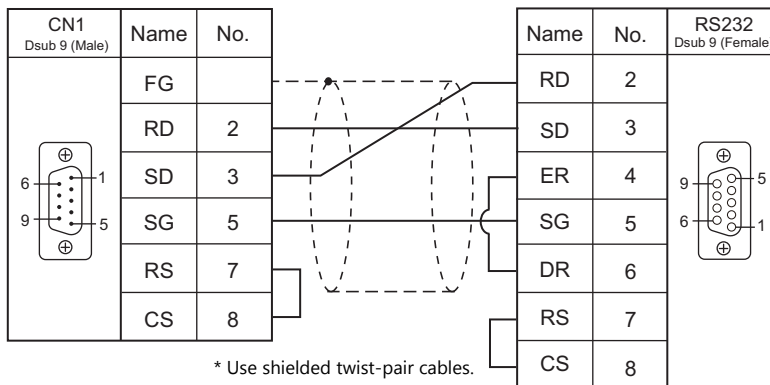 CN1
Dsub 9 (Male)
Name
No.
FG
RD
2
SD
3
SG
5
RS
7
CS
8
6
1
9
5
* Use shielded twist-pair cables.
Name
No.
RS232
Dsub 9 (Female
RD
2
SD
3
ER
4
SG
5
DR
6
RS
7
CS
8
9
5
6
1